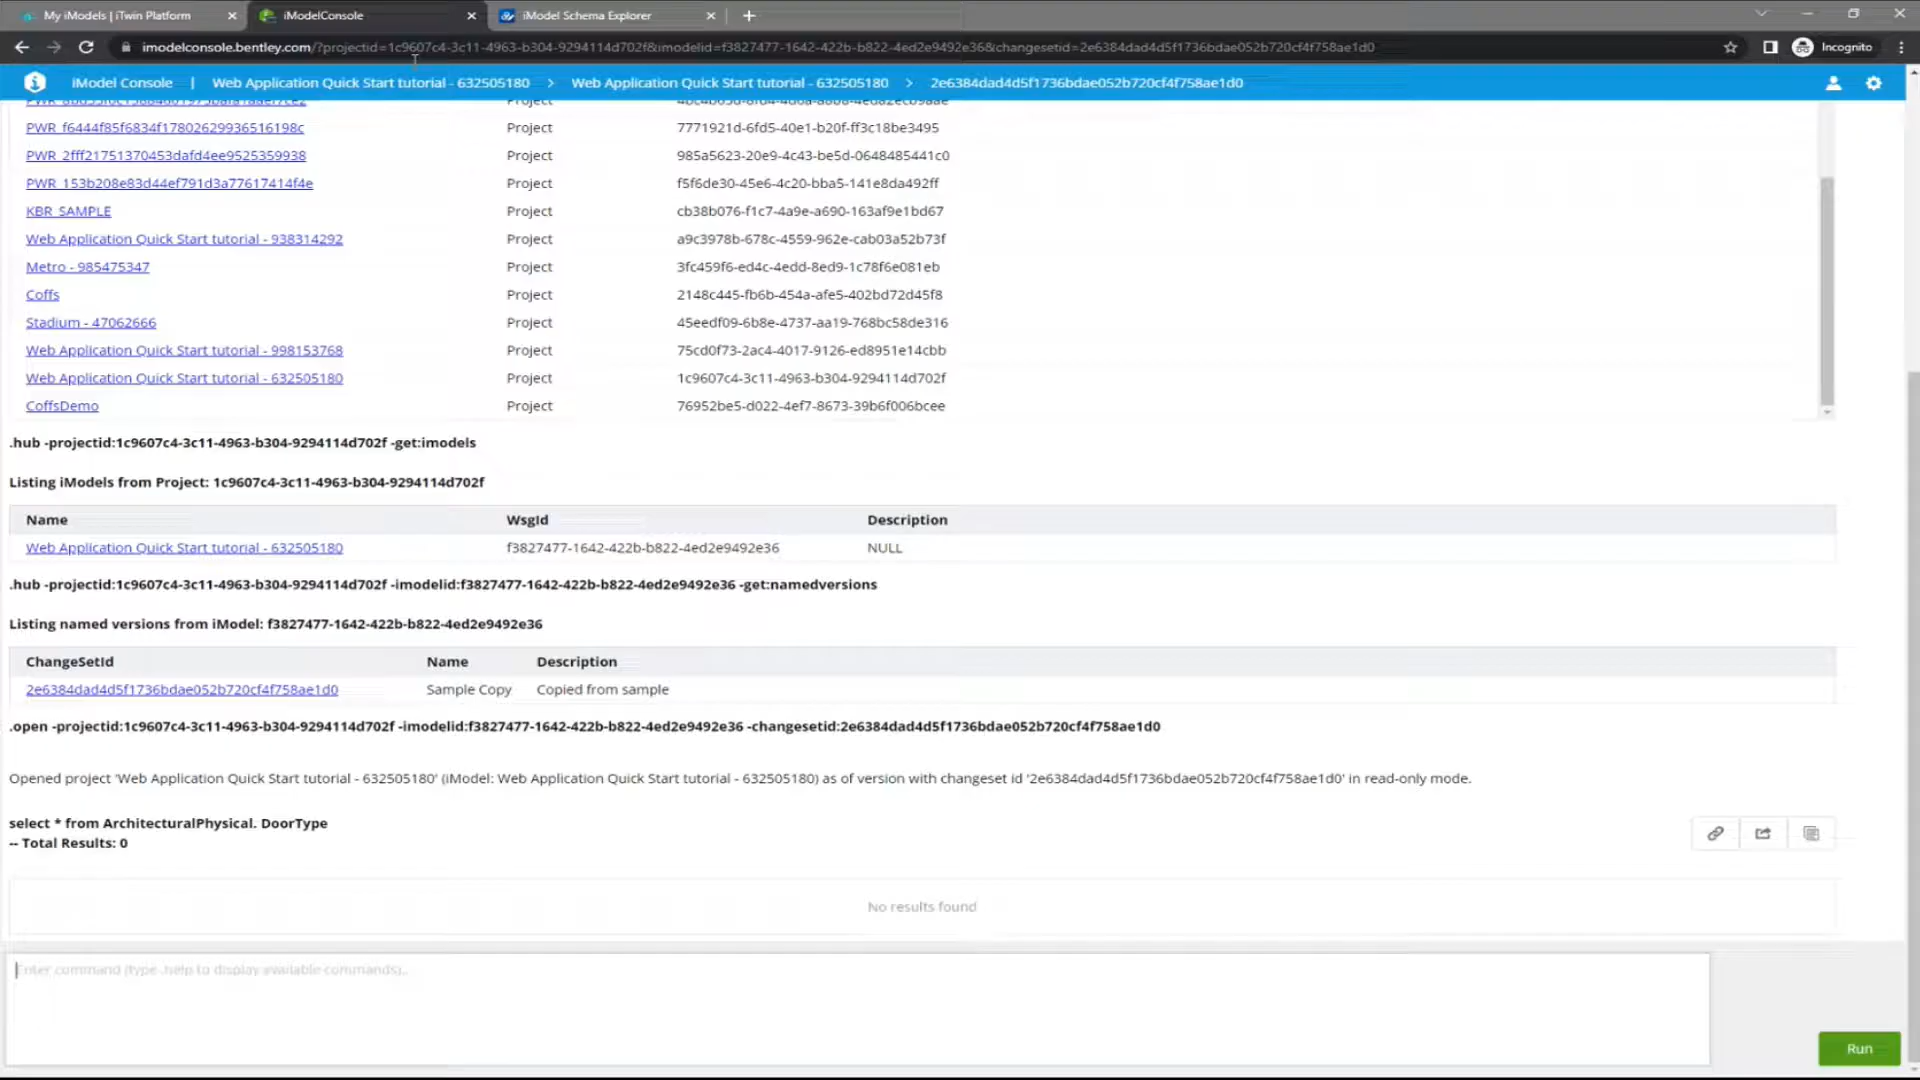 My iModels | iTwin Platform
iModelConsole
iModel Schema Explorer
imodelconsole.bentley.com/?projectid=1c9607c4-3c11-4963-b304-9294114d702f&imodelid=f3827477-1642-422b-b822-4ed2e9492e36&changesetid=2e6384dad4d5f1736bdae052b720cf4f758ae1d0
Incognito
iModel Console | Web Application Quick Start tutorial - 632505180 > Web Application Quick Start tutorial - 632505180 > 2e6384dad4d5f1736bdae052b720cf4f758ae1d0
PWR_f6444f85f6834f17802629936516198c Project 7771921d-6fd5-40e1-b20f-ff3c18be3495
PWR_2fff21751370453dafd4ee9525359938 Project 985a5623-20e9-4c43-be5d-0648485441c0
PWR_153b208e83d44ef791d3a77617414f4e Project f5f6de30-45e6-4c20-bba5-141e8da492ff
KBR_SAMPLE Project cb38b076-f1c7-4a9e-a690-163af9e1bd67
Web Application Quick Start tutorial - 938314292 Project a9c3978b-678c-4559-962e-cab03a52b73f
Metro - 985475347 Project 3fc459f6-ed4c-4edd-8ed9-1c78f6e081eb
Coffs Project 2148c445-fb6b-454a-afe5-402bd72d45f8
Stadium - 47062666 Project 45eedf09-6b8e-4737-aa19-768bc58de316
Web Application Quick Start tutorial - 998153768 Project 75cd0f73-2ac4-4017-9126-ed8951e14cbb
Web Application Quick Start tutorial - 632505180 Project 1c9607c4-3c11-4963-b304-9294114d702f
CoffsDemo Project 76952be5-d022-4ef7-8673-39b6f006bcee
.hub -projectid:1c9607c4-3c11-4963-b304-9294114d702f -get:imodels
Listing iModels from Project: 1c9607c4-3c11-4963-b304-9294114d702f
Name WsgId Description
Web Application Quick Start tutorial - 632505180 f3827477-1642-422b-b822-4ed2e9492e36 NULL
.hub -projectid:1c9607c4-3c11-4963-b304-9294114d702f -imodelid:f3827477-1642-422b-b822-4ed2e9492e36 -get:namedversions
Listing named versions from iModel: f3827477-1642-422b-b822-4ed2e9492e36
ChangeSetId Name Description
2e6384dad4d5f1736bdae052b720cf4f758ae1d0 Sample Copy Copied from sample
.open -projectid:1c9607c4-3c11-4963-b304-9294114d702f -imodelid:f3827477-1642-422b-b822-4ed2e9492e36 -changesetid:2e6384dad4d5f1736bdae052b720cf4f758ae1d0
Opened project 'Web Application Quick Start tutorial - 632505180' (iModel: Web Application Quick Start tutorial - 632505180) as of version with changeset id '2e6384dad4d5f1736bdae052b720cf4f758ae1d0' in read-only mode.
select * from ArchitecturalPhysical. DoorType
-- Total Results: 0
No results found
Enter command (type .help to display available commands)...
Run